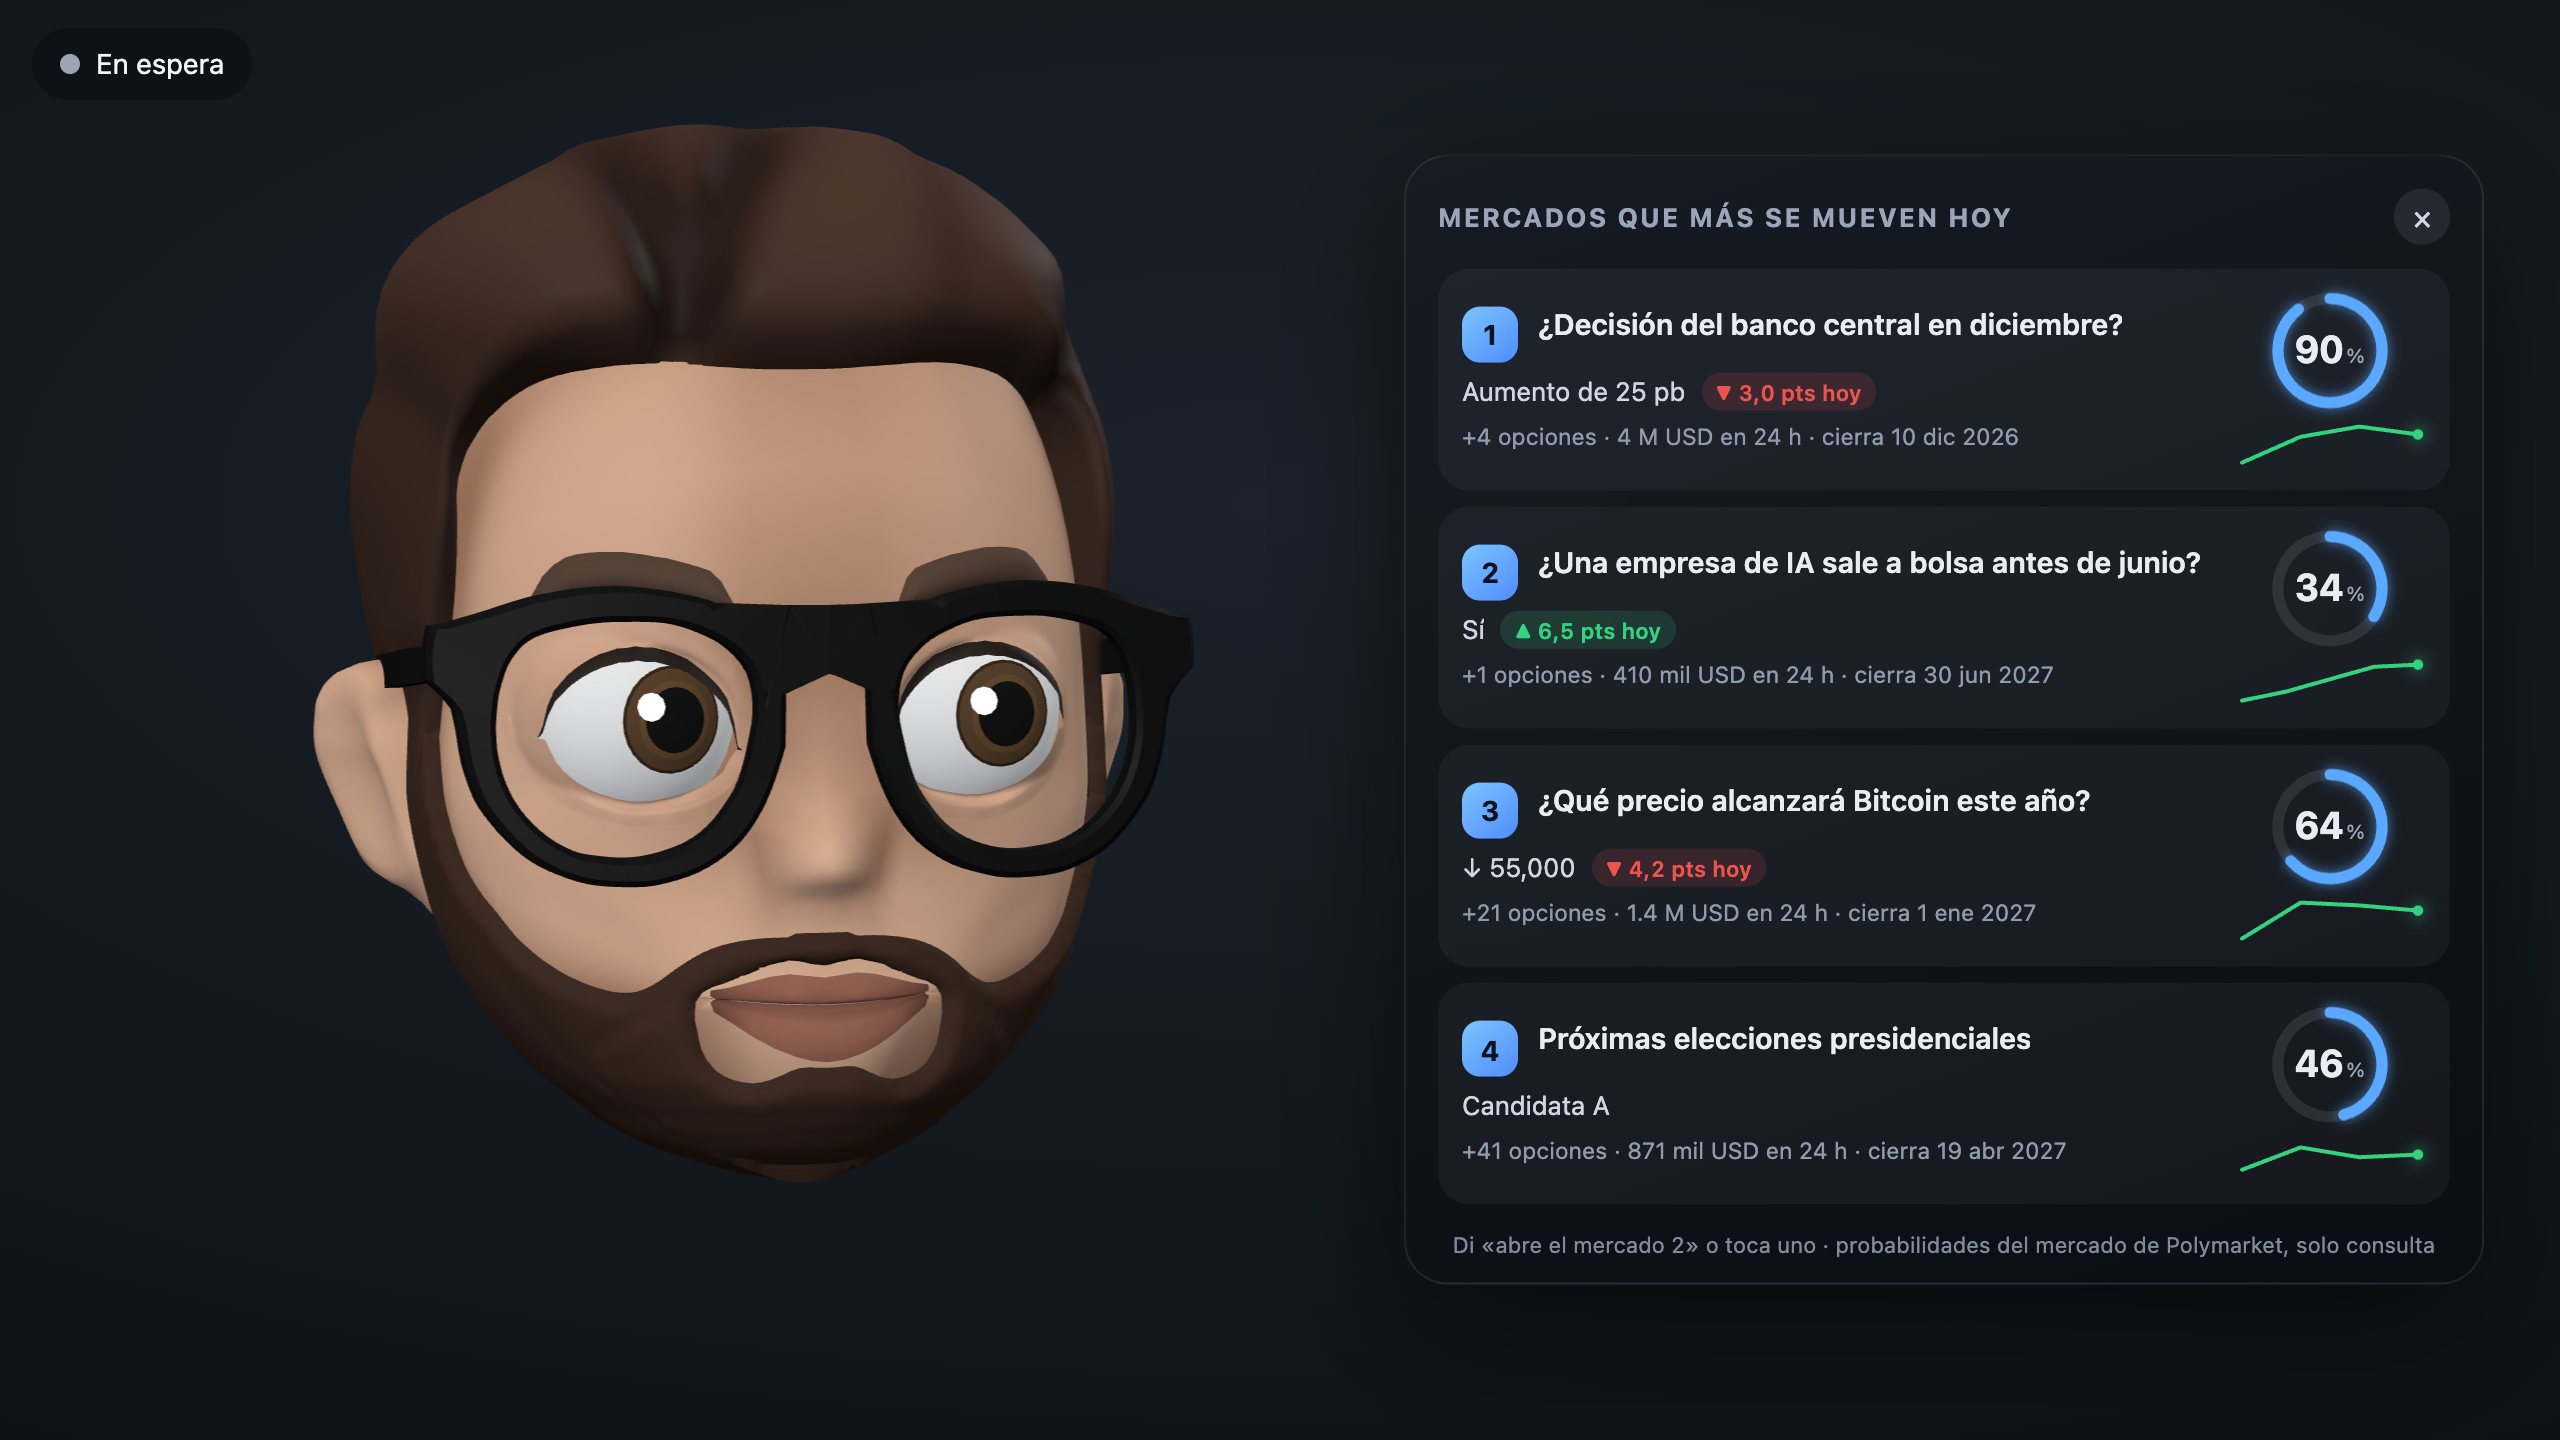 En espera
MERCADOS QUE MÁS SE MUEVEN HOY
×
1 ¿Decisión del banco central en diciembre?
90%
Aumento de 25 pb ▼ 3,0 pts hoy
+4 opciones · 4 M USD en 24 h · cierra 10 dic 2026
2 ¿Una empresa de IA sale a bolsa antes de junio?
34%
Sí ▲ 6,5 pts hoy
+1 opciones · 410 mil USD en 24 h · cierra 30 jun 2027
3 ¿Qué precio alcanzará Bitcoin este año?
64%
↓ 55,000 ▼ 4,2 pts hoy
+21 opciones · 1.4 M USD en 24 h · cierra 1 ene 2027
4 Próximas elecciones presidenciales
46%
Candidata A
+41 opciones · 871 mil USD en 24 h · cierra 19 abr 2027
Di «abre el mercado 2» o toca uno · probabilidades del mercado de Polymarket, solo consulta